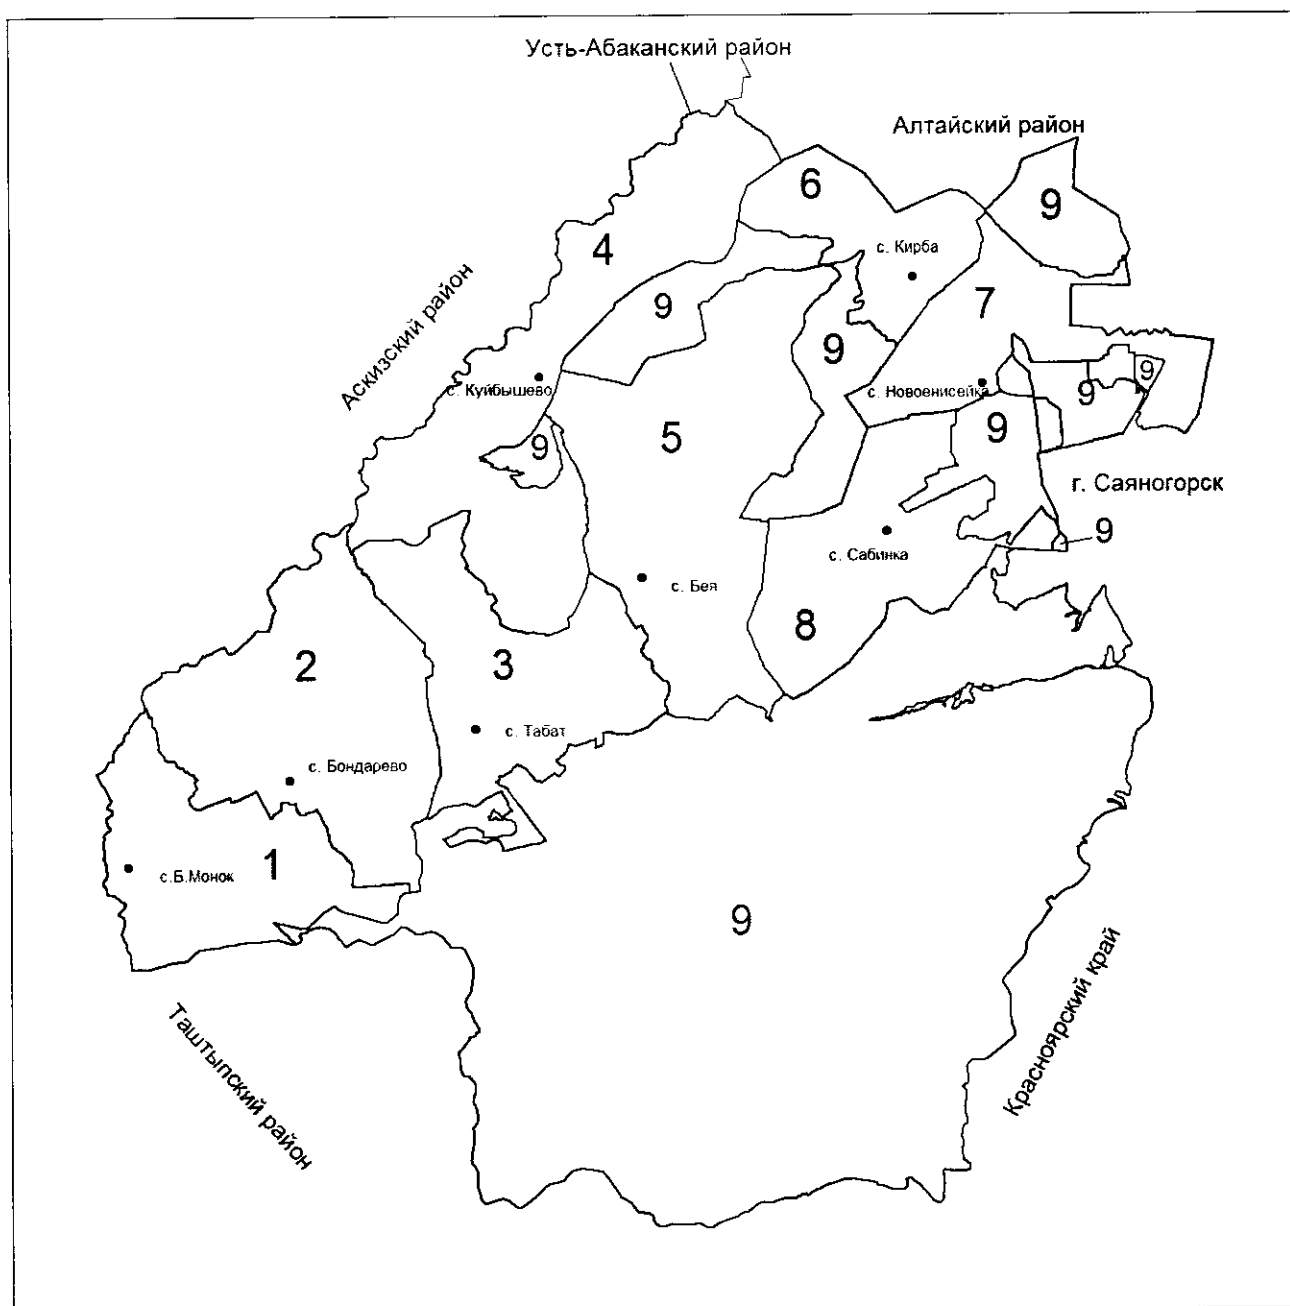 Усть-Абаканский район
Алтайский район
6
9
4
с. Кирба
Аскизский район
9
7
9
9
с. Куйбышево
с. Новоенисейка
9
5
9
9
г. Саяногорск
9
с. Сабинка
с. Бея
8
2
3
с. Табат
с. Бондарево
1
с.Б.Монок
9
Таштыпский район
Красноярский край